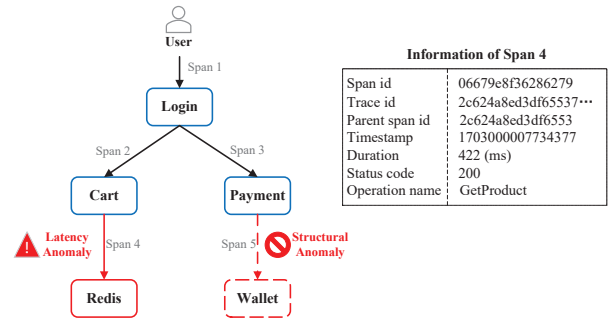 User
Span 1
Login
Span 2
Span 3
Cart
Payment
Latency
Anomaly
Span 4
Span 5
Structural
Anomaly
Redis
Wallet
Information of Span 4
Span id 06679e8f36286279
Trace id 2c624a8ed3df65537···
Parent span id 2c624a8ed3df6553
Timestamp 1703000007734377
Duration 422 (ms)
Status code 200
Operation name GetProduct